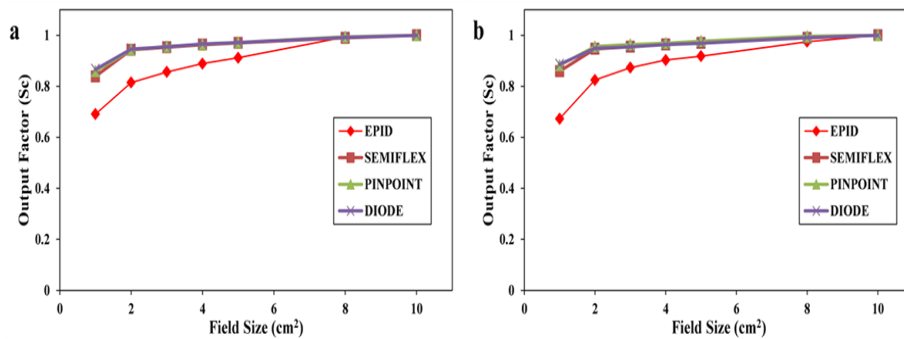 a
Output Factor (Sc)
1
0.8
0.6
0.4
0.2
0
0 2 4 6 8 10
Field Size (cm²)
EPID
SEMIFLEX
PINPOINT
DIODE
b
Output Factor (Sc)
1
0.8
0.6
0.4
0.2
0
0 2 4 6 8 10
Field Size (cm²)
EPID
SEMIFLEX
PINPOINT
DIODE